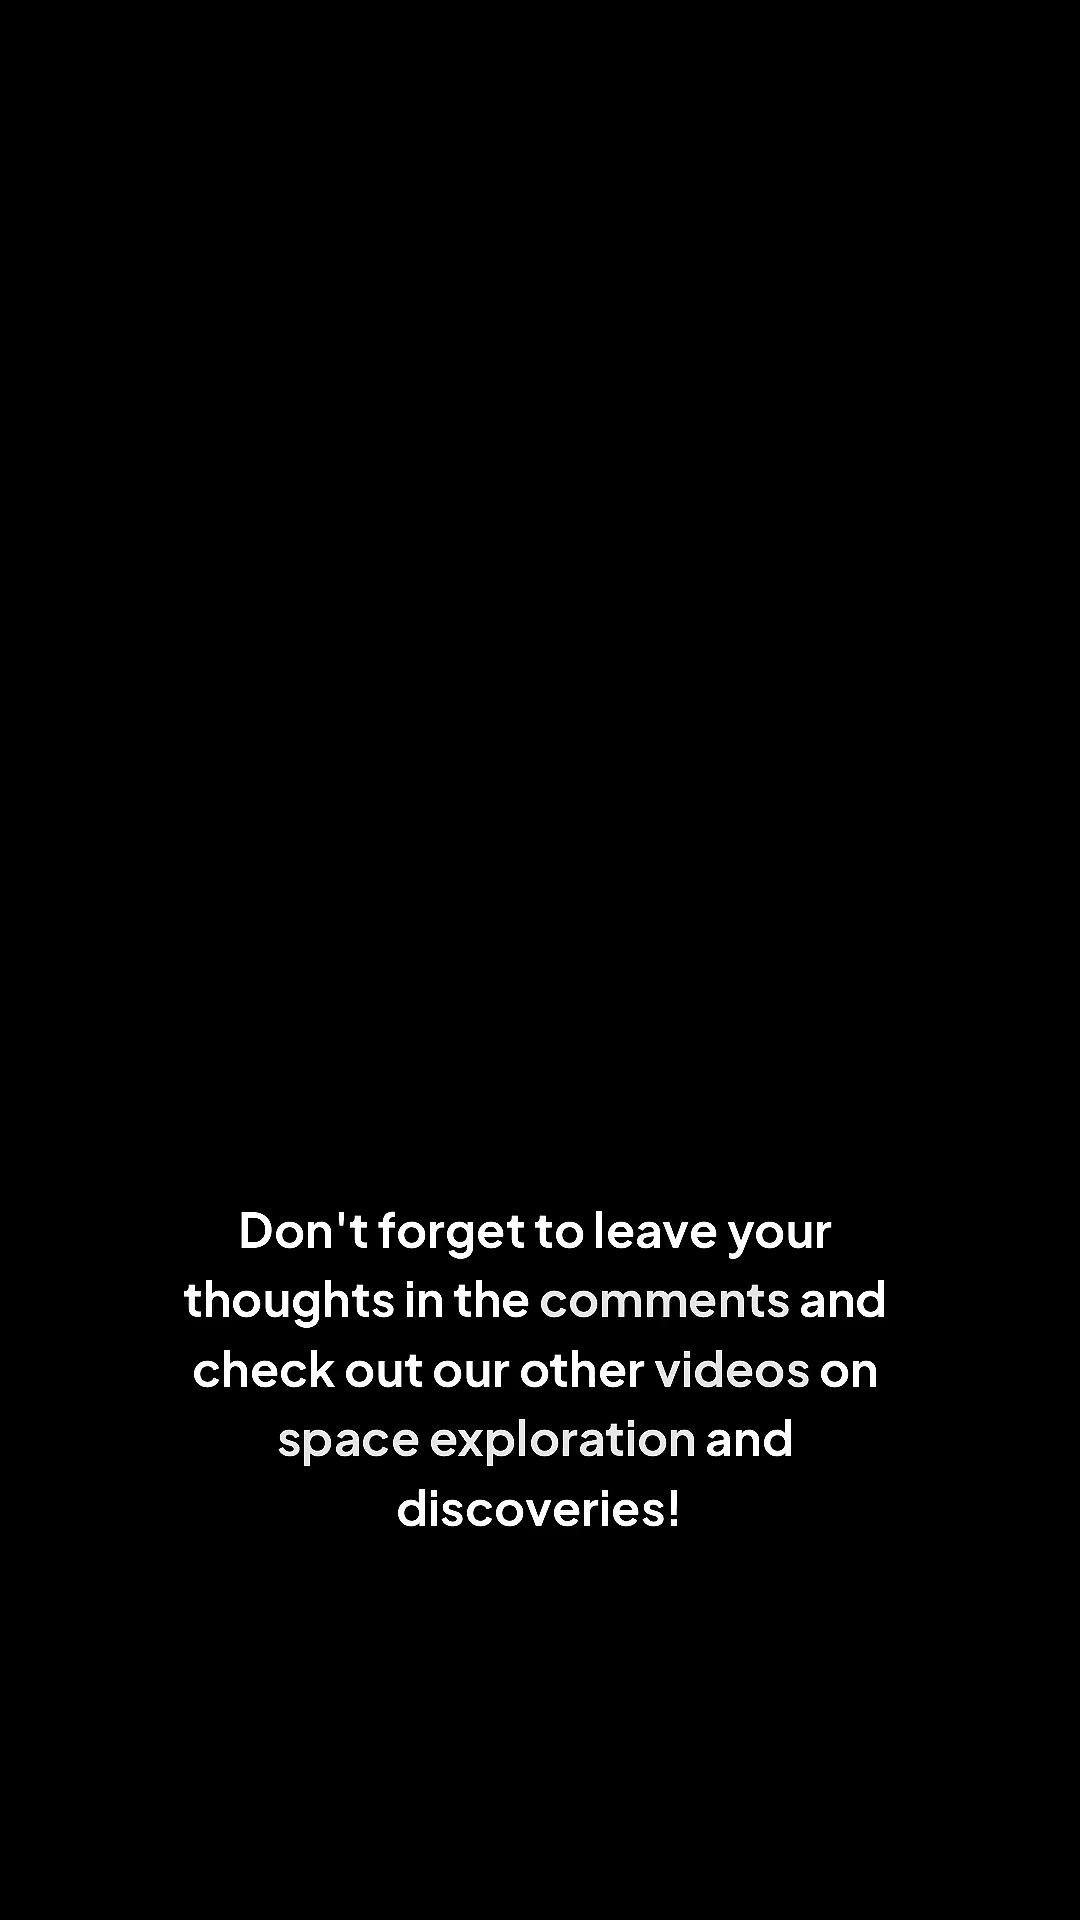 Don't forget to leave your
thoughts in the comments and
check out our other videos on
space exploration and
discoveries!